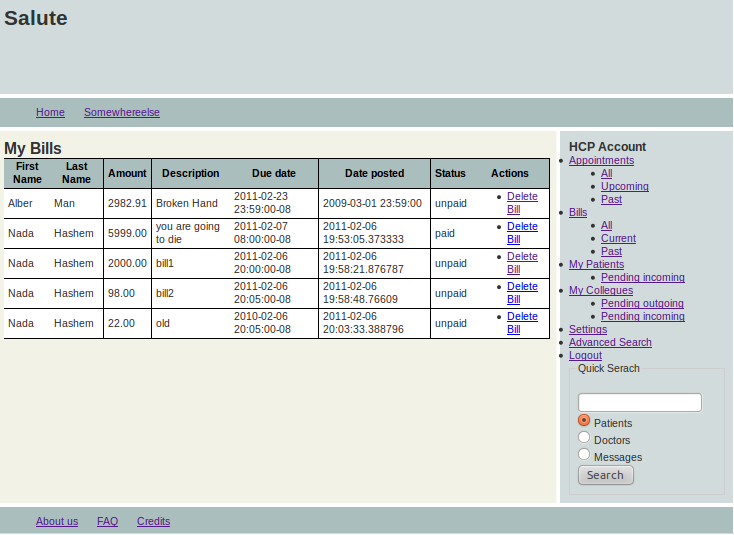 Salute
Home Somewhereelse
My Bills
First Name Last Name Amount Description Due date Date posted Status Actions
Alber Man 2982.91 Broken Hand 2011-02-23 23:59:00-08 2009-03-01 23:59:00 unpaid Delete Bill
Nada Hashem 5999.00 you are going to die 2011-02-07 08:00:00-08 2011-02-06 19:53:05.373333 paid Delete Bill
Nada Hashem 2000.00 bill1 2011-02-06 20:00:00-08 2011-02-06 19:58:21.876787 unpaid Delete Bill
Nada Hashem 98.00 bill2 2011-02-06 20:05:00-08 2011-02-06 19:58:48.76609 unpaid Delete Bill
Nada Hashem 22.00 old 2010-02-06 20:05:00-08 2011-02-06 20:03:33.388796 unpaid Delete Bill
HCP Account
Appointments
All
Upcoming
Past
Bills
All
Current
Past
My Patients
Pending incoming
My Collegues
Pending outgoing
Pending incoming
Settings
Advanced Search
Logout
Quick Serach
Patients
Doctors
Messages
Search
About us FAQ Credits